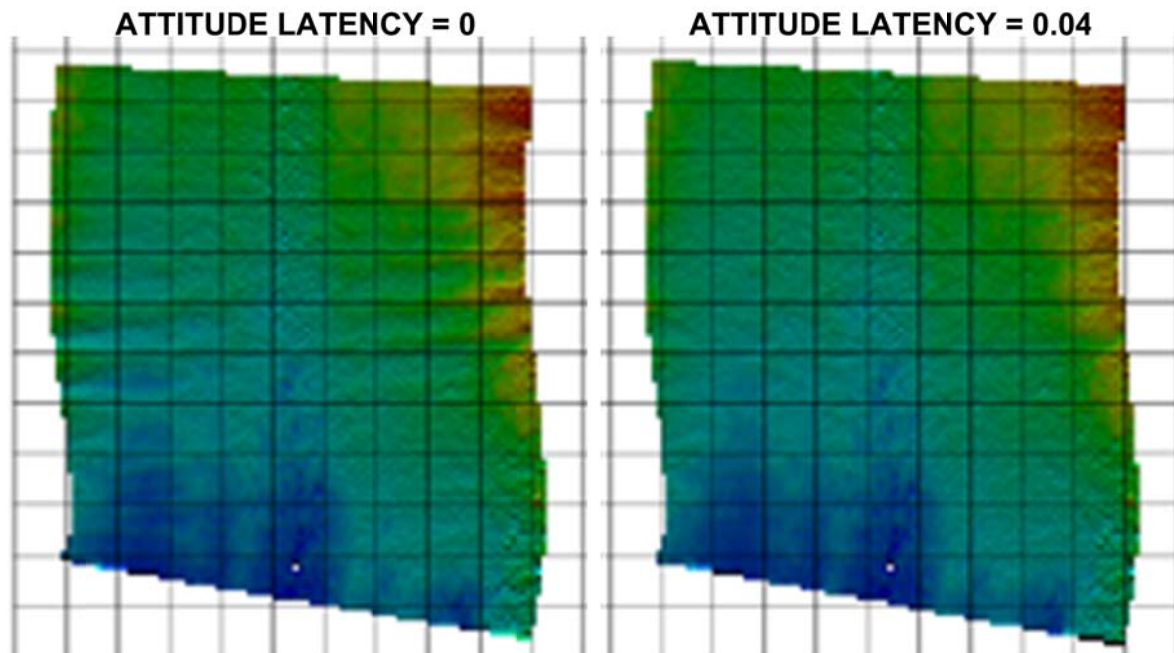 ATTITUDE LATENCY = 0
ATTITUDE LATENCY = 0.04